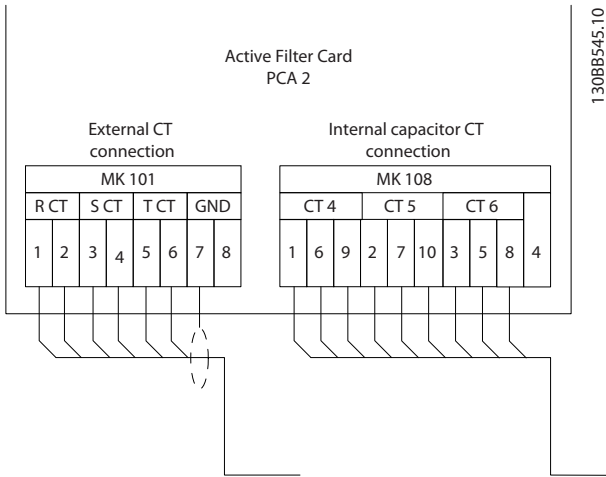 Active Filter Card
PCA 2
130BB545.10
External CT
connection
Internal capacitor CT
connection
MK 101
MK 108
R CT S CT T CT GND
CT 4 CT 5 CT 6
1 2 3 4 5 6 7 8
1 6 9 2 7 10 3 5 8 4